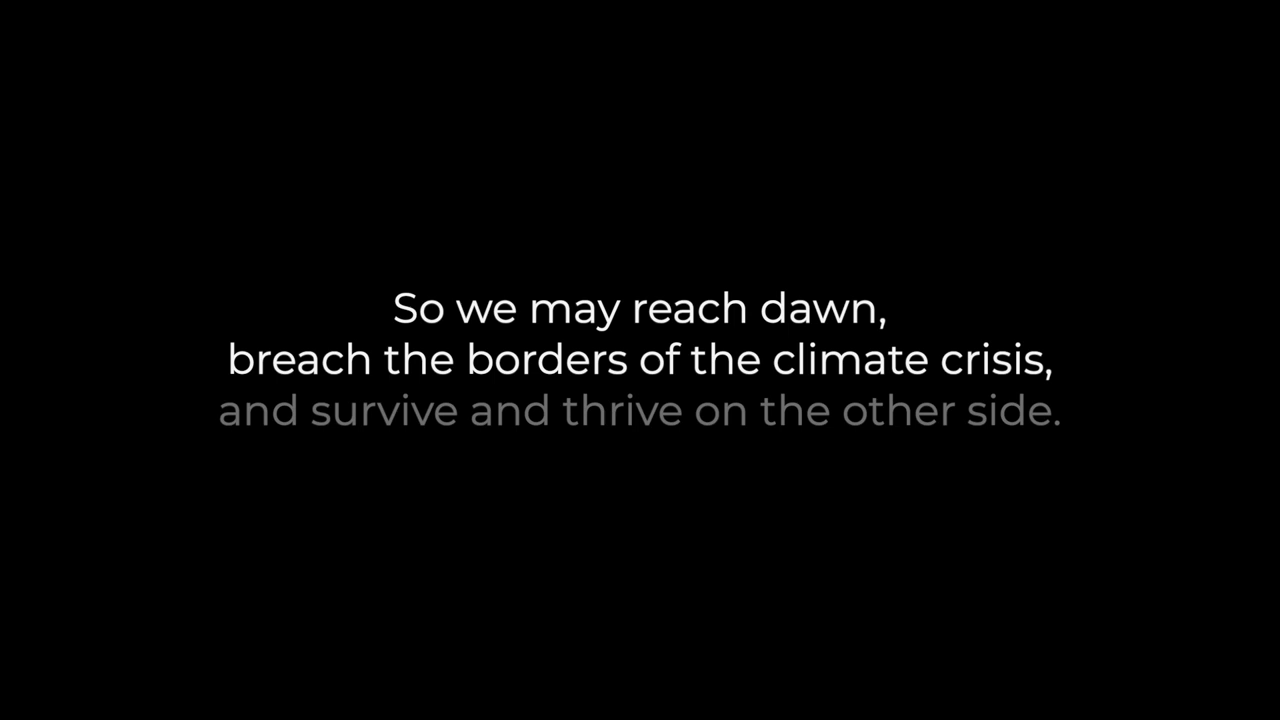 So we may reach dawn,
breach the borders of the climate crisis,
and survive and thrive on the other side.